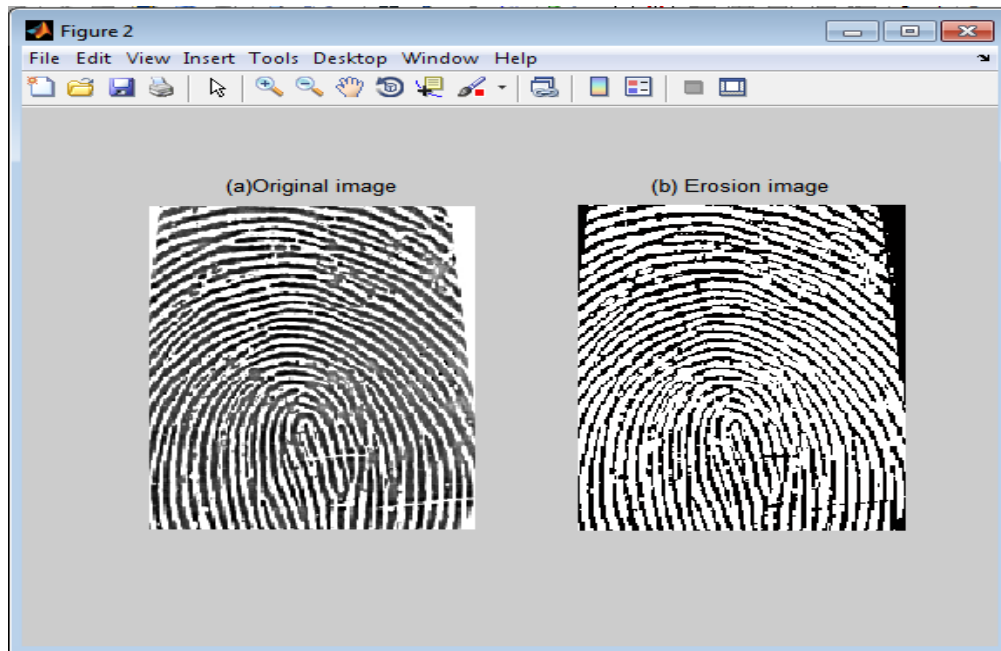 Figure 2
File Edit View Insert Tools Desktop Window Help
(a)Original image
(b) Erosion image